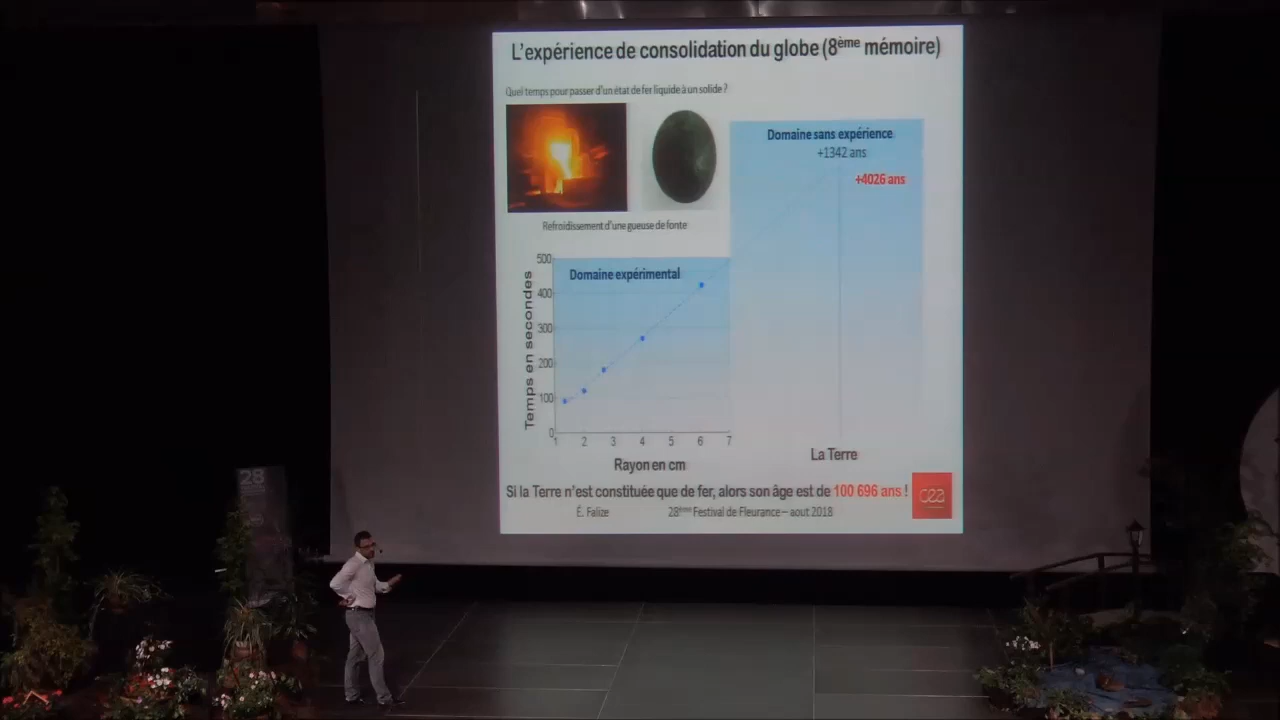 L'expérience de consolidation du globe (8ème mémoire)
Quel temps pour passer d'un état de fer liquide à un solide ?
Domaine sans expérience
+1342 ans
+4026 ans
Refroidissement d'une gueuse de fonte
Domaine expérimental
Temps en secondes
500
400
300
200
100
0
1 2 3 4 5 6 7
Rayon en cm
La Terre
Si la Terre n'est constituée que de fer, alors son âge est de 100 696 ans !
cea
É. Falize
28ème Festival de Fleurance – aout 2018
28